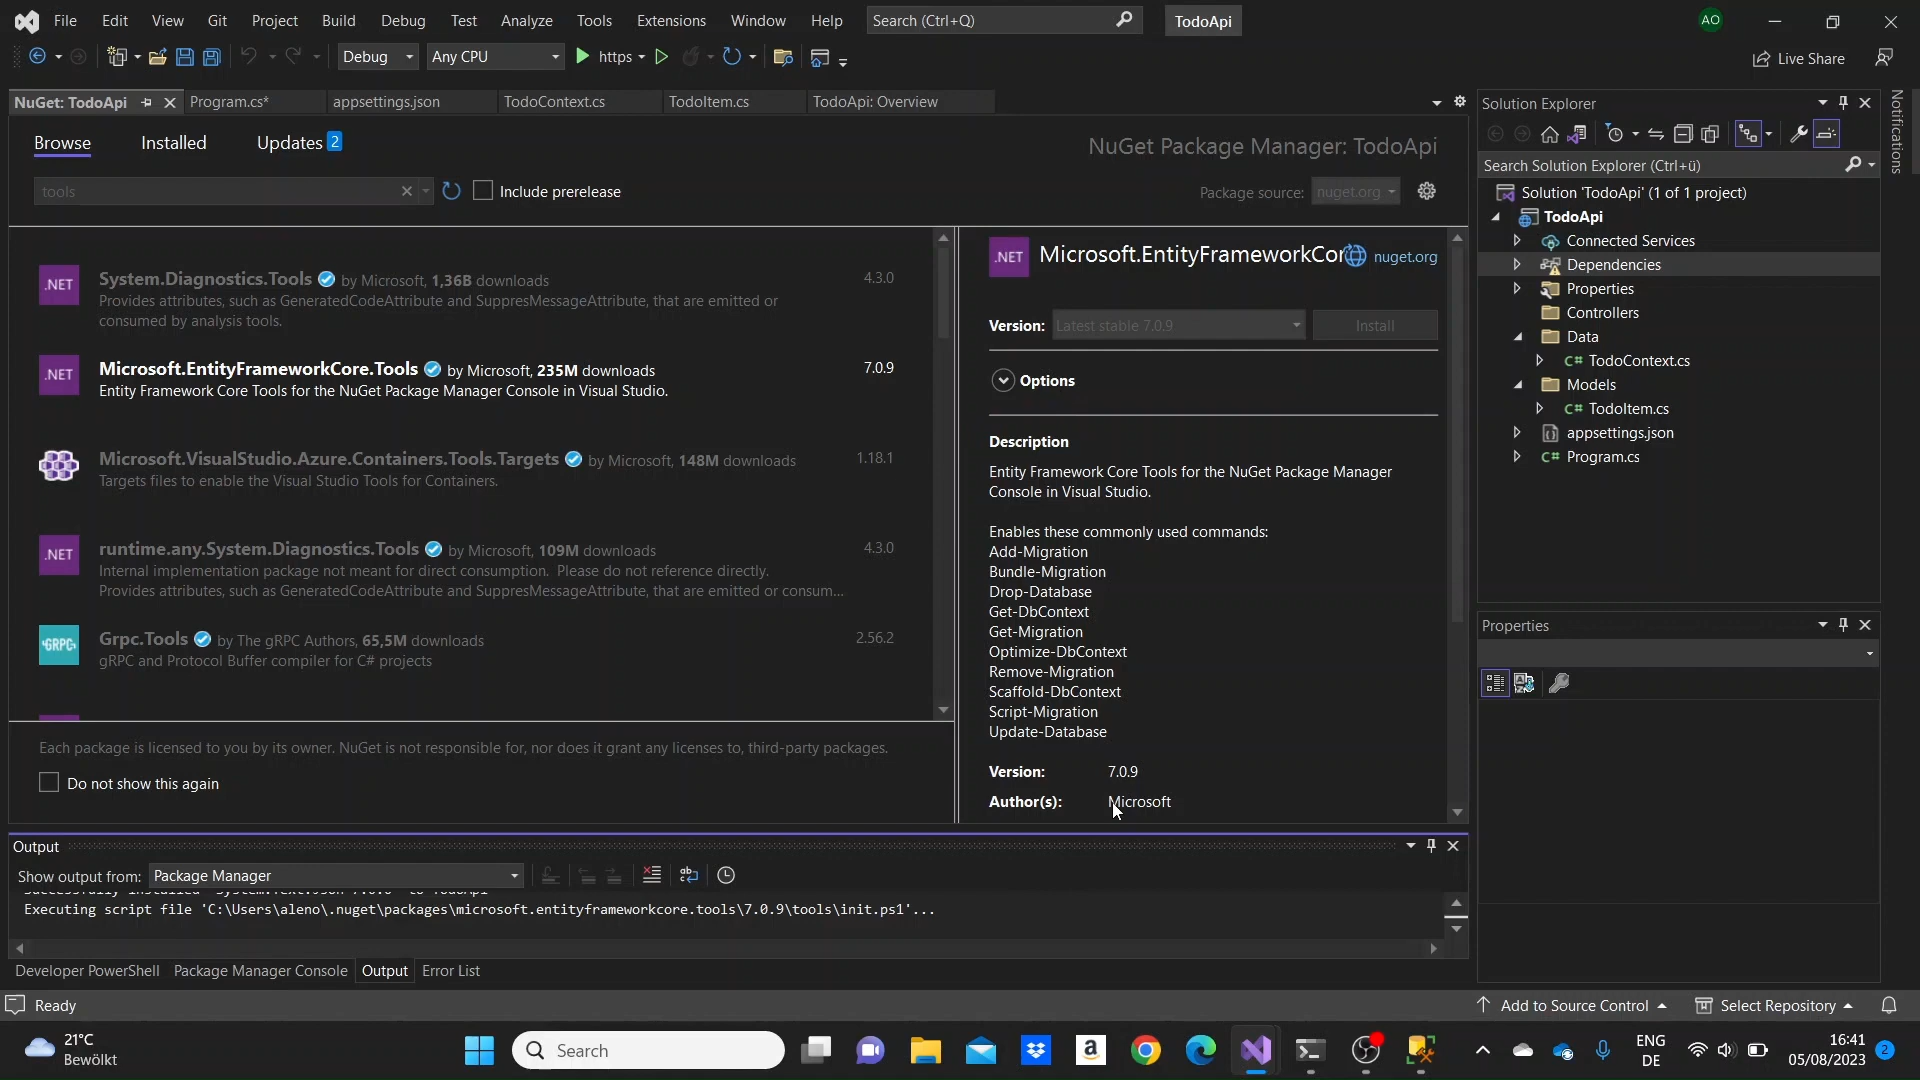 File Edit View Git Project Build Debug Test Analyze Tools Extensions Window Help Search (Ctrl+Q) TodoApi AO
Debug Any CPU https Live Share
NuGet: TodoApi Program.cs* appsettings.json TodoContext.cs TodoItem.cs TodoApi: Overview
Browse Installed Updates 2
NuGet Package Manager: TodoApi
tools Include prerelease Package source: nuget.org
.NET System.Diagnostics.Tools by Microsoft, 1,36B downloads 4.3.0
Provides attributes, such as GeneratedCodeAttribute and SuppresMessageAttribute, that are emitted or
consumed by analysis tools.
.NET Microsoft.EntityFrameworkCore.Tools by Microsoft, 235M downloads 7.0.9
Entity Framework Core Tools for the NuGet Package Manager Console in Visual Studio.
Microsoft.VisualStudio.Azure.Containers.Tools.Targets by Microsoft, 148M downloads 1.18.1
Targets files to enable the Visual Studio Tools for Containers.
.NET runtime.any.System.Diagnostics.Tools by Microsoft, 109M downloads 4.3.0
Internal implementation package not meant for direct consumption. Please do not reference directly.
Provides attributes, such as GeneratedCodeAttribute and SuppresMessageAttribute, that are emitted or consum...
GRPC Grpc.Tools by The gRPC Authors, 65,5M downloads 2.56.2
gRPC and Protocol Buffer compiler for C# projects
Each package is licensed to you by its owner. NuGet is not responsible for, nor does it grant any licenses to, third-party packages.
Do not show this again
.NET Microsoft.EntityFrameworkCor nuget.org
Version: Latest stable 7.0.9 Install
Options
Description
Entity Framework Core Tools for the NuGet Package Manager
Console in Visual Studio.
Enables these commonly used commands:
Add-Migration
Bundle-Migration
Drop-Database
Get-DbContext
Get-Migration
Optimize-DbContext
Remove-Migration
Scaffold-DbContext
Script-Migration
Update-Database
Version: 7.0.9
Author(s): Microsoft
Solution Explorer
Search Solution Explorer (Ctrl+ü)
Solution 'TodoApi' (1 of 1 project)
TodoApi
Connected Services
Dependencies
Properties
Controllers
Data
C# TodoContext.cs
Models
C# TodoItem.cs
appsettings.json
C# Program.cs
Notifications
Properties
Output
Show output from: Package Manager
Successfully installed 'System.Text.Json 7.0.0' to TodoApi
Executing script file 'C:\Users\aleno\.nuget\packages\microsoft.entityframeworkcore.tools\7.0.9\tools\init.ps1'...
Developer PowerShell Package Manager Console Output Error List
Ready Add to Source Control Select Repository
21°C
Bewölkt
Search
a
ENG
DE
16:41
05/08/2023
2